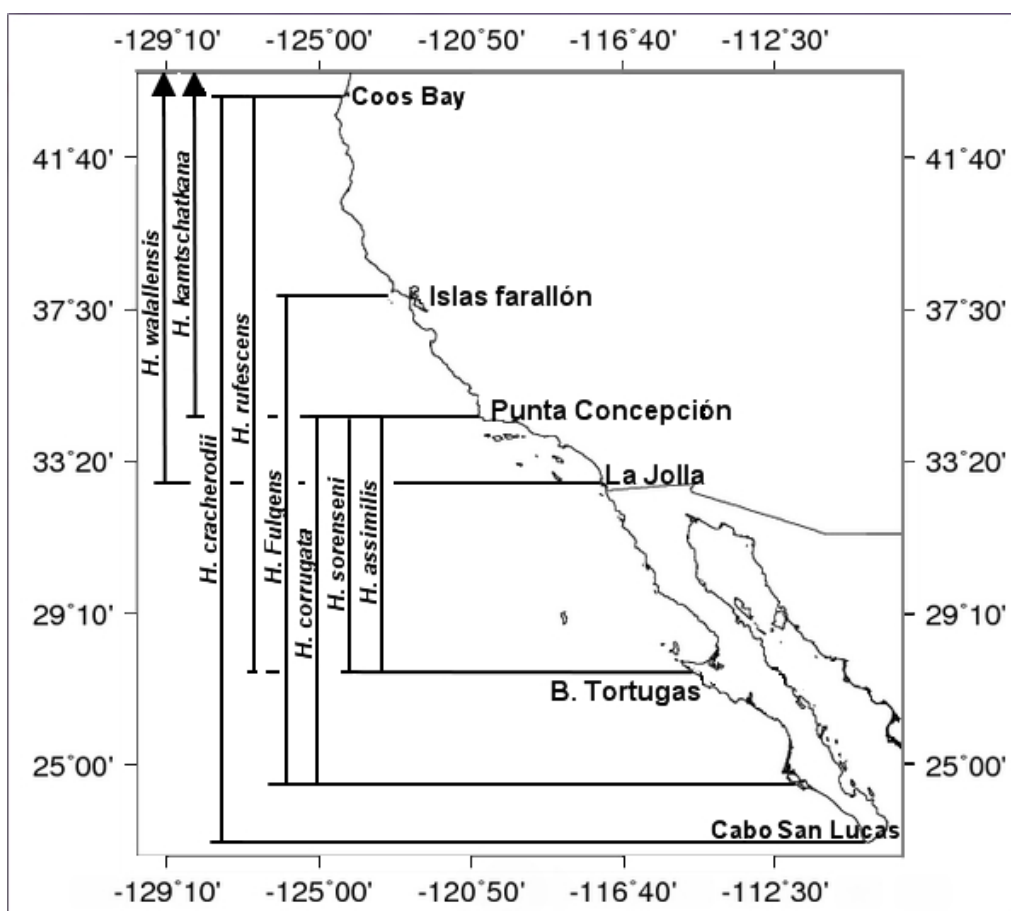 -129°10' -125°00' -120°50' -116°40' -112°30'
Coos Bay
41°40' 41°40'
H. walallensis
H. kamtschatkana
H. cracherodii
H. rufescens
H. Fulgens
H. corrugata
H. sorenseni
H. assimilis
Islas farallón
37°30' 37°30'
Punta Concepción
33°20' 33°20'
La Jolla
29°10' 29°10'
B. Tortugas
25°00' 25°00'
Cabo San Lucas
-129°10' -125°00' -120°50' -116°40' -112°30'